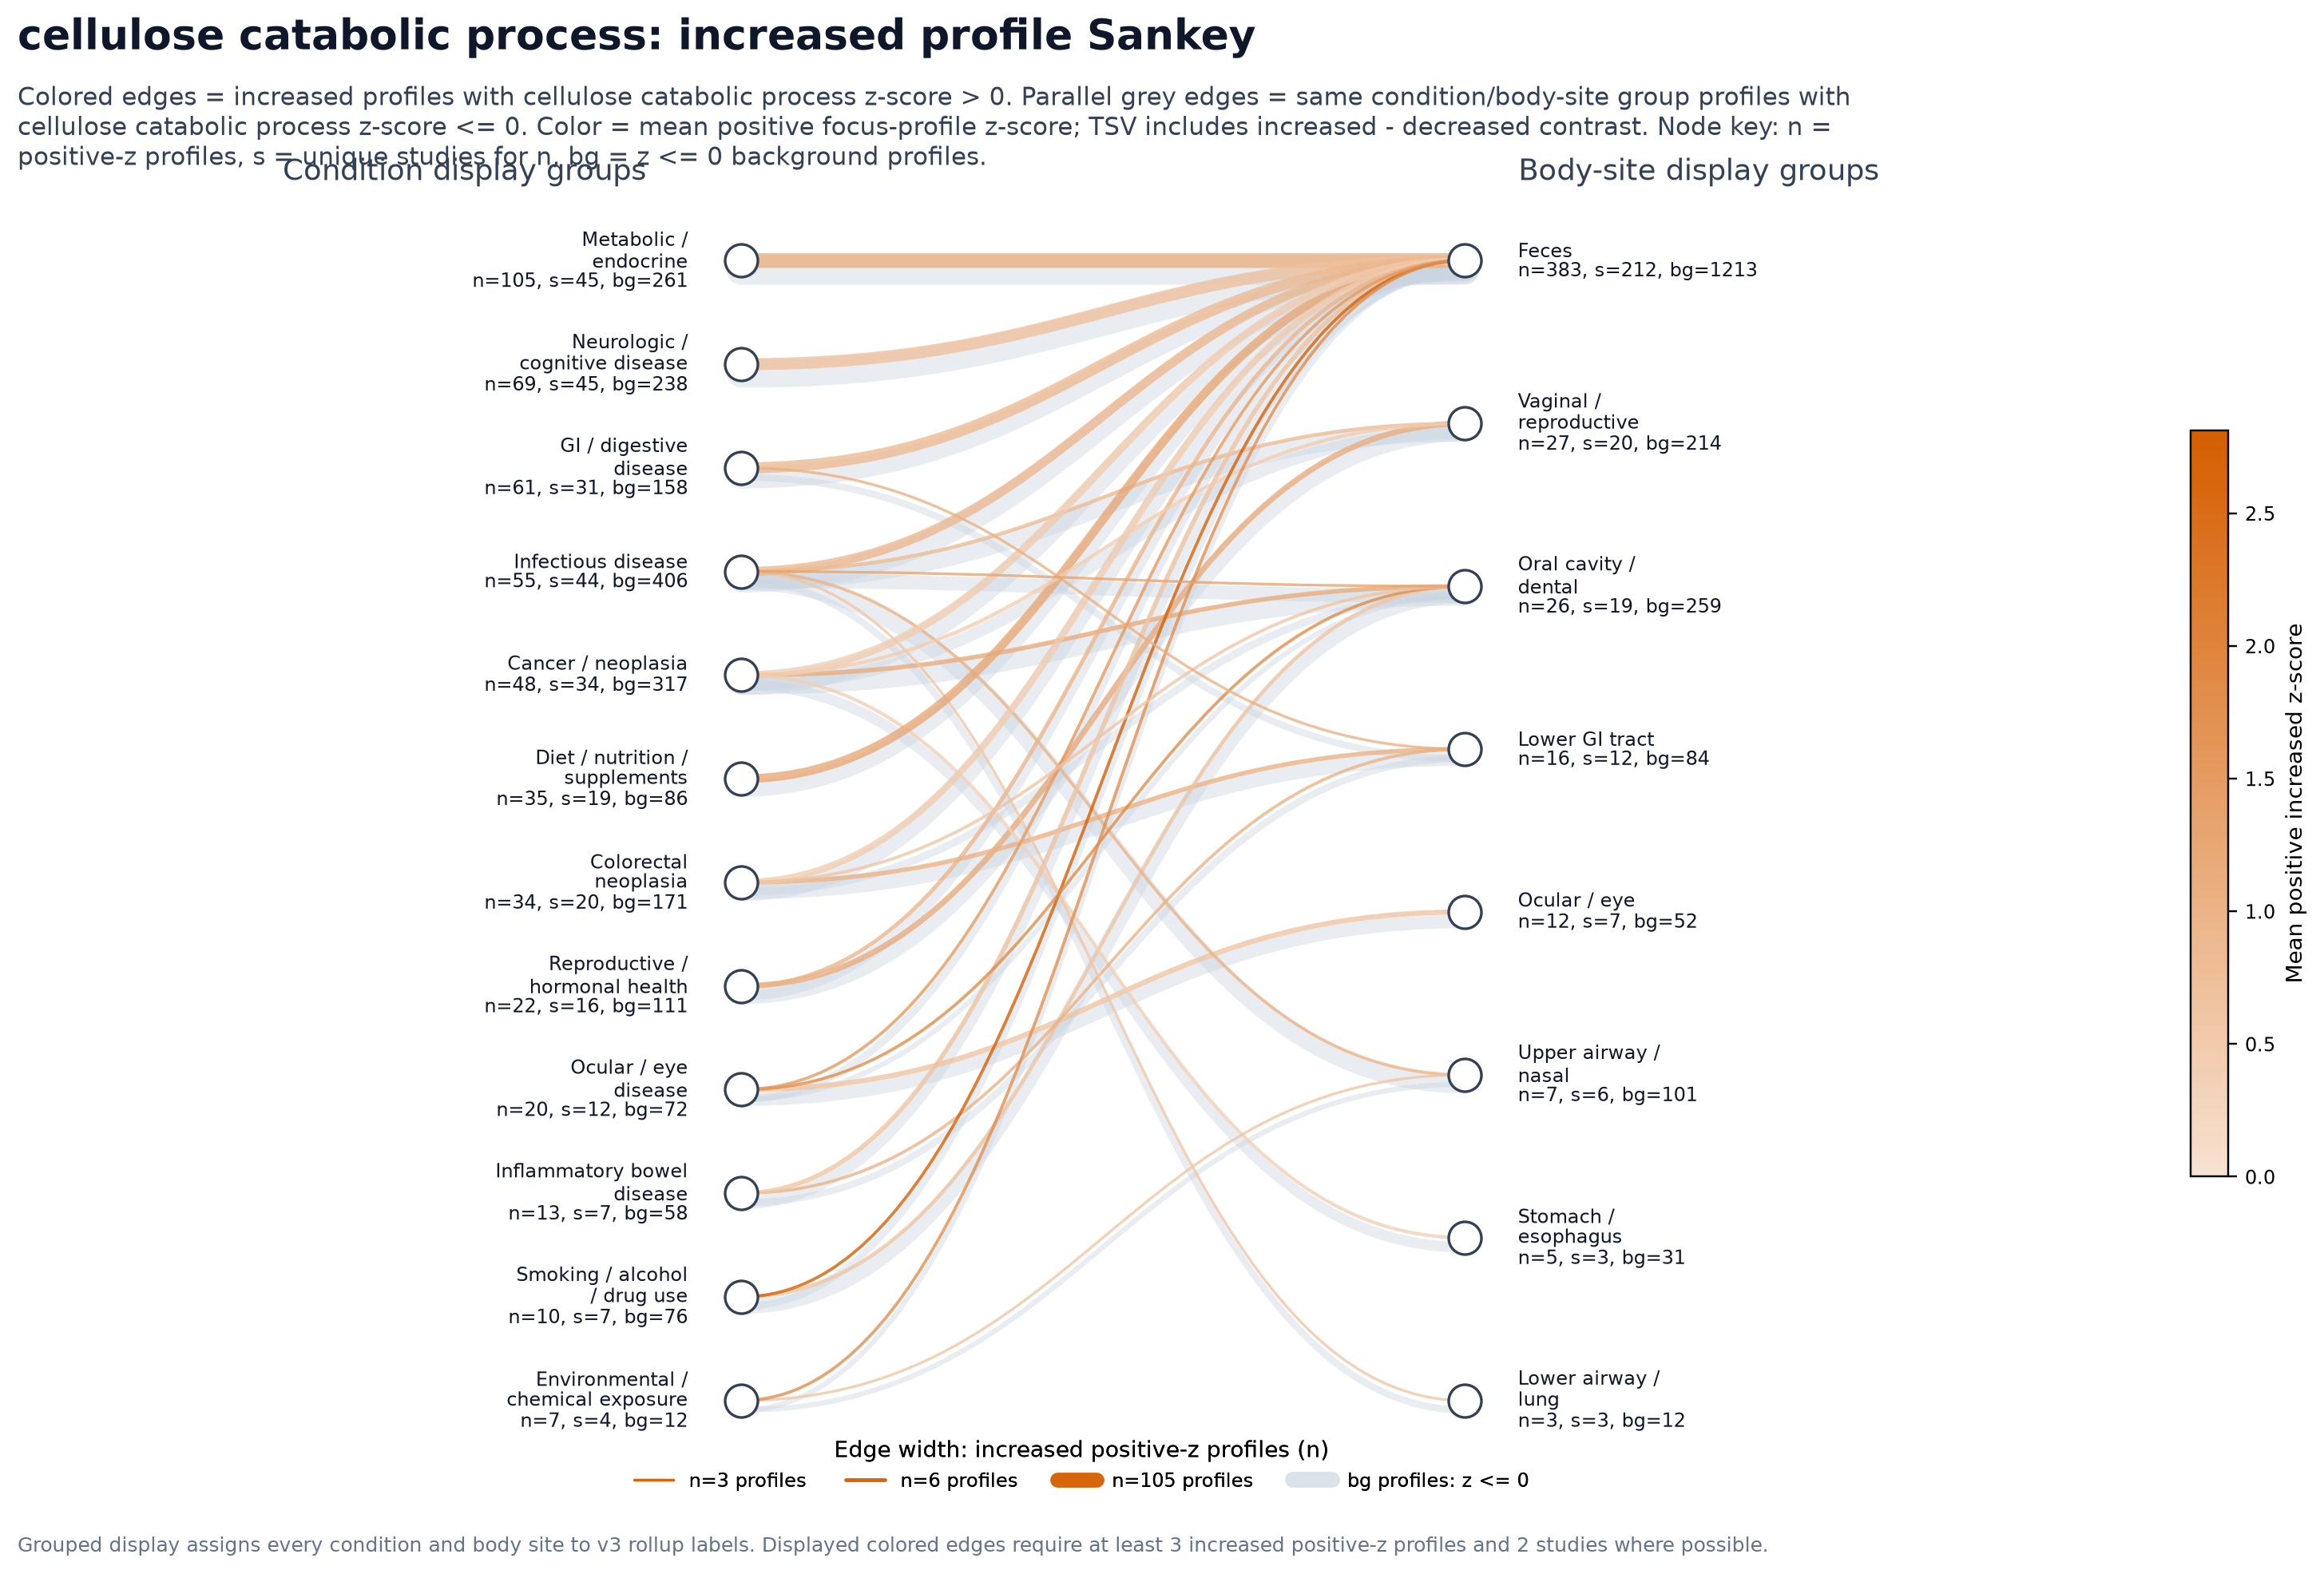 cellulose catabolic process: increased profile Sankey
Colored edges = increased profiles with cellulose catabolic process z-score > 0. Parallel grey edges = same condition/body-site group profiles with
cellulose catabolic process z-score <= 0. Color = mean positive focus-profile z-score; TSV includes increased - decreased contrast. Node key: n =
positive-z profiles, s = unique studies for n, bg = z <= 0 background profiles.
Condition display groups
Body-site display groups
Metabolic /
endocrine
n=105, s=45, bg=261
Neurologic /
cognitive disease
n=69, s=45, bg=238
GI / digestive
disease
n=61, s=31, bg=158
Infectious disease
n=55, s=44, bg=406
Cancer / neoplasia
n=48, s=34, bg=317
Diet / nutrition /
supplements
n=35, s=19, bg=86
Colorectal
neoplasia
n=34, s=20, bg=171
Reproductive /
hormonal health
n=22, s=16, bg=111
Ocular / eye
disease
n=20, s=12, bg=72
Inflammatory bowel
disease
n=13, s=7, bg=58
Smoking / alcohol
/ drug use
n=10, s=7, bg=76
Environmental /
chemical exposure
n=7, s=4, bg=12
Feces
n=383, s=212, bg=1213
Vaginal /
reproductive
n=27, s=20, bg=214
Oral cavity /
dental
n=26, s=19, bg=259
Lower GI tract
n=16, s=12, bg=84
Ocular / eye
n=12, s=7, bg=52
Upper airway /
nasal
n=7, s=6, bg=101
Stomach /
esophagus
n=5, s=3, bg=31
Lower airway /
lung
n=3, s=3, bg=12
2.5
2.0
1.5
1.0
0.5
0.0
Mean positive increased z-score
Edge width: increased positive-z profiles (n)
n=3 profiles
n=6 profiles
n=105 profiles
bg profiles: z <= 0
Grouped display assigns every condition and body site to v3 rollup labels. Displayed colored edges require at least 3 increased positive-z profiles and 2 studies where possible.